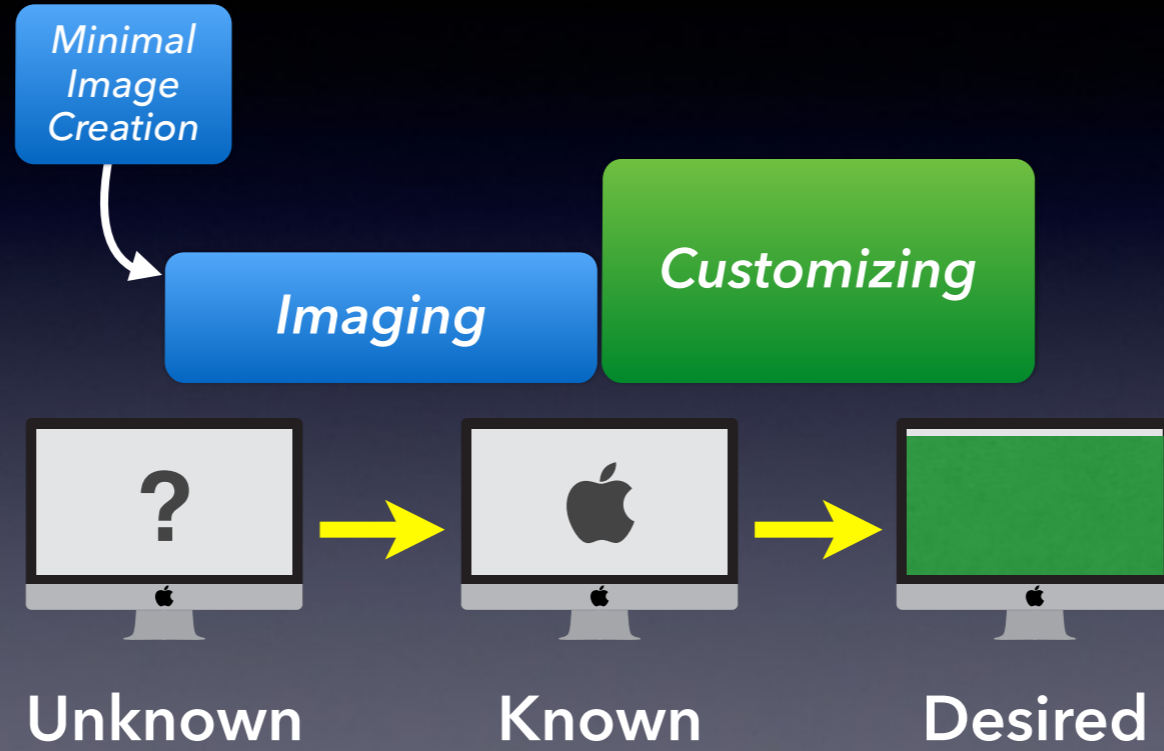 Minimal
Image
Creation
Imaging
Customizing
?
Unknown
Known
Desired